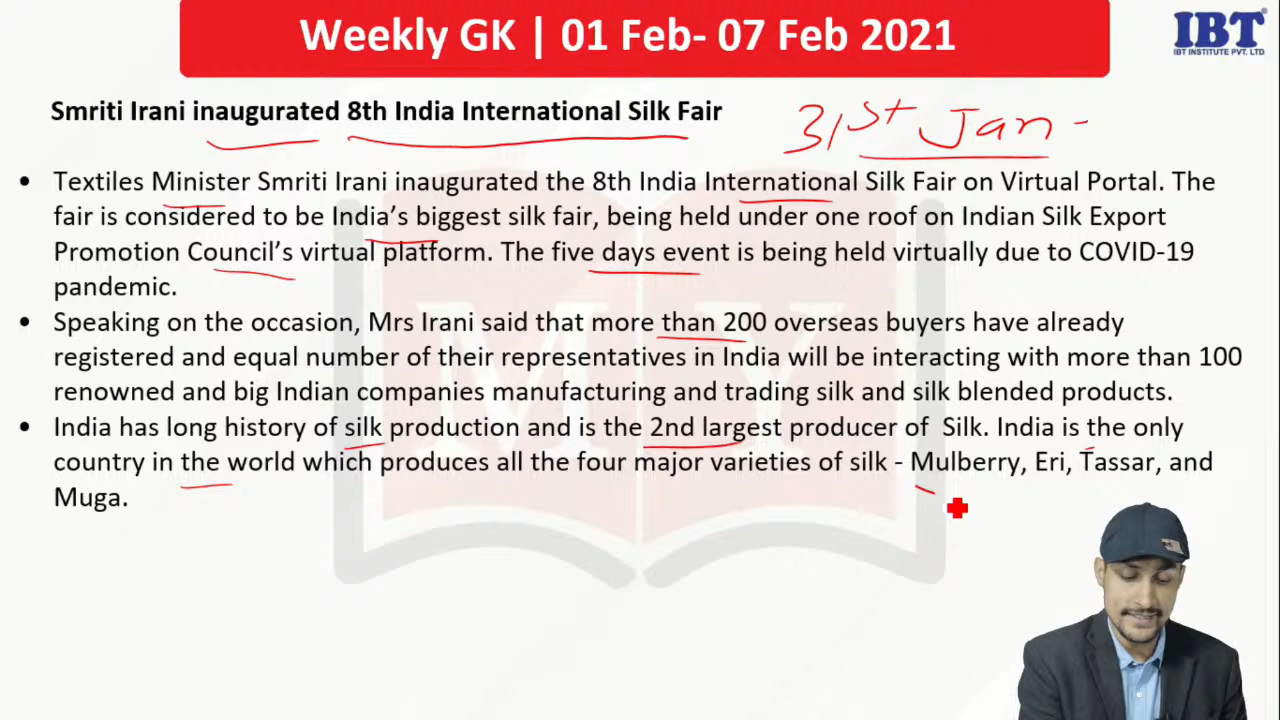 Weekly GK | 01 Feb- 07 Feb 2021
IBT
IBT INSTITUTE PVT. LTD
Smriti Irani inaugurated 8th India International Silk Fair
31st Jan -
• Textiles Minister Smriti Irani inaugurated the 8th India International Silk Fair on Virtual Portal. The
fair is considered to be India's biggest silk fair, being held under one roof on Indian Silk Export
Promotion Council's virtual platform. The five days event is being held virtually due to COVID-19
pandemic.
• Speaking on the occasion, Mrs Irani said that more than 200 overseas buyers have already
registered and equal number of their representatives in India will be interacting with more than 100
renowned and big Indian companies manufacturing and trading silk and silk blended products.
• India has long history of silk production and is the 2nd largest producer of Silk. India is the only
country in the world which produces all the four major varieties of silk - Mulberry, Eri, Tassar, and
Muga.
M Y